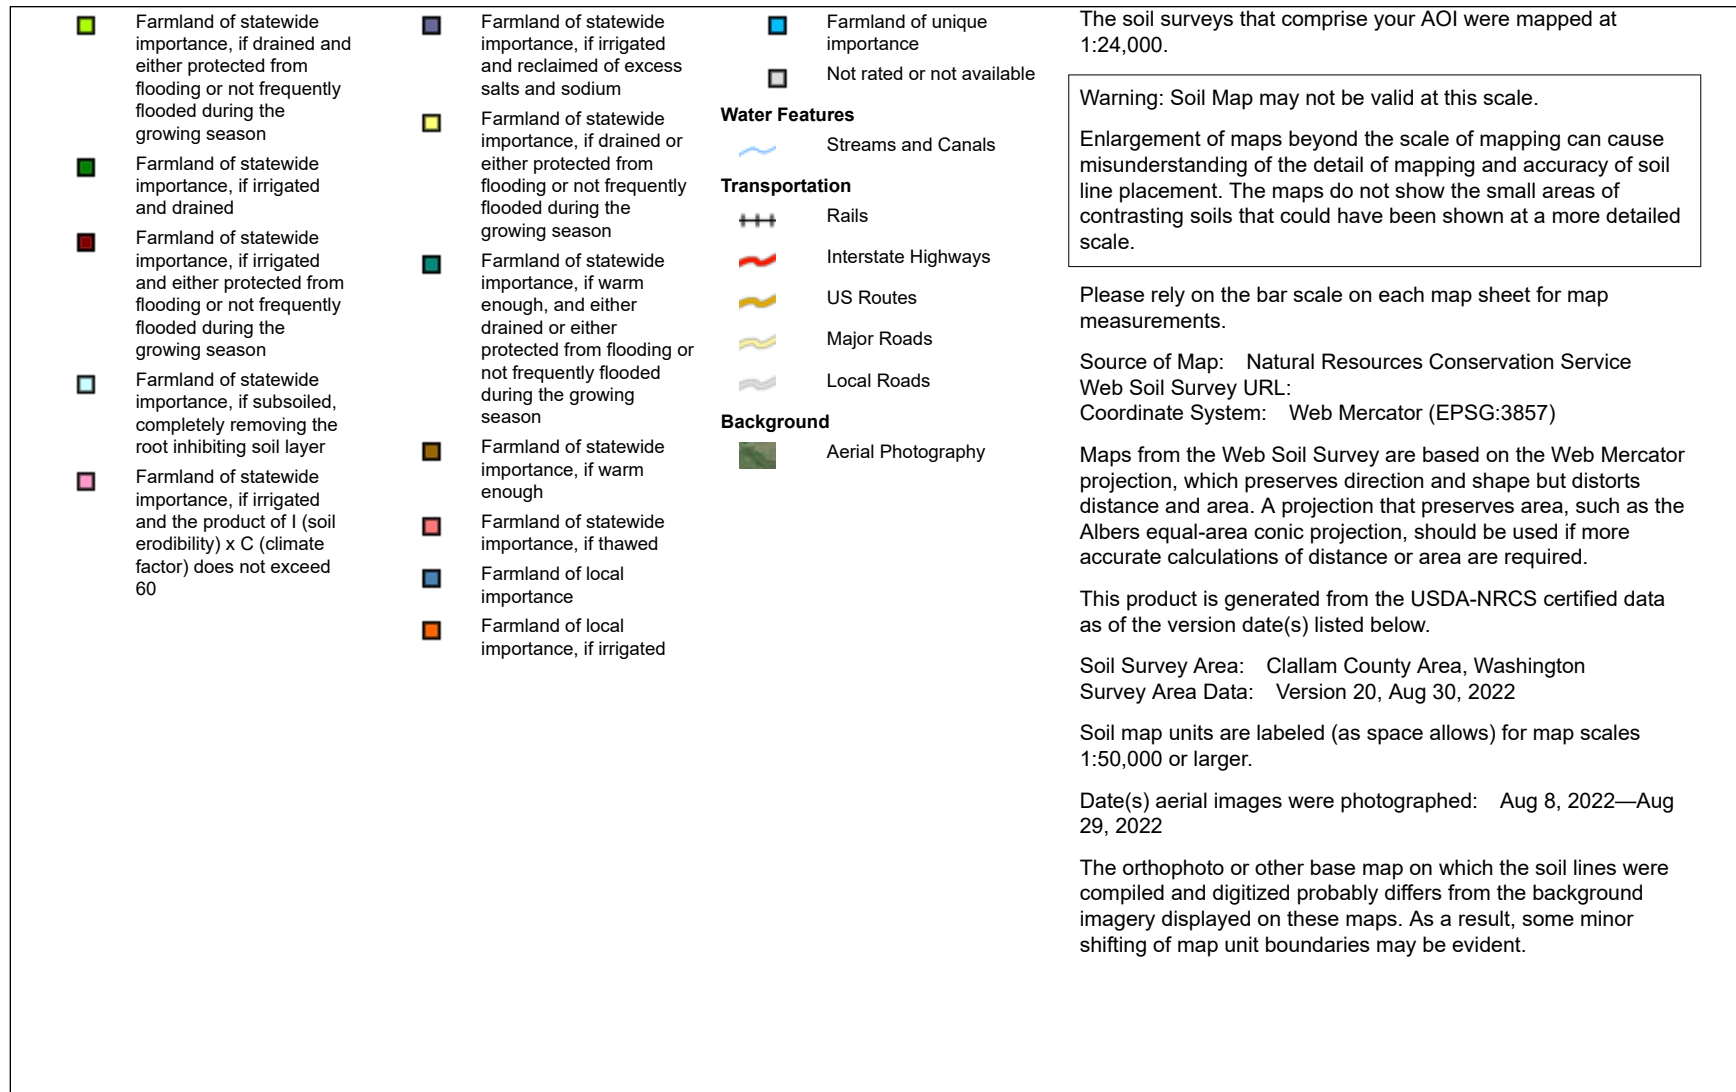 Farmland of statewide
importance, if drained and
either protected from
flooding or not frequently
flooded during the
growing season
Farmland of statewide
importance, if irrigated
and drained
Farmland of statewide
importance, if irrigated
and either protected from
flooding or not frequently
flooded during the
growing season
Farmland of statewide
importance, if subsoiled,
completely removing the
root inhibiting soil layer
Farmland of statewide
importance, if irrigated
and the product of I (soil
erodibility) x C (climate
factor) does not exceed
60
Farmland of statewide
importance, if irrigated
and reclaimed of excess
salts and sodium
Farmland of statewide
importance, if drained or
either protected from
flooding or not frequently
flooded during the
growing season
Farmland of statewide
importance, if warm
enough, and either
drained or either
protected from flooding or
not frequently flooded
during the growing
season
Farmland of statewide
importance, if warm
enough
Farmland of statewide
importance, if thawed
Farmland of local
importance
Farmland of local
importance, if irrigated
Farmland of unique
importance
Not rated or not available
Water Features
Streams and Canals
Transportation
Rails
Interstate Highways
US Routes
Major Roads
Local Roads
Background
Aerial Photography
The soil surveys that comprise your AOI were mapped at
1:24,000.
Warning: Soil Map may not be valid at this scale.
Enlargement of maps beyond the scale of mapping can cause
misunderstanding of the detail of mapping and accuracy of soil
line placement. The maps do not show the small areas of
contrasting soils that could have been shown at a more detailed
scale.
Please rely on the bar scale on each map sheet for map
measurements.
Source of Map: Natural Resources Conservation Service
Web Soil Survey URL:
Coordinate System: Web Mercator (EPSG:3857)
Maps from the Web Soil Survey are based on the Web Mercator
projection, which preserves direction and shape but distorts
distance and area. A projection that preserves area, such as the
Albers equal-area conic projection, should be used if more
accurate calculations of distance or area are required.
This product is generated from the USDA-NRCS certified data
as of the version date(s) listed below.
Soil Survey Area: Clallam County Area, Washington
Survey Area Data: Version 20, Aug 30, 2022
Soil map units are labeled (as space allows) for map scales
1:50,000 or larger.
Date(s) aerial images were photographed: Aug 8, 2022—Aug
29, 2022
The orthophoto or other base map on which the soil lines were
compiled and digitized probably differs from the background
imagery displayed on these maps. As a result, some minor
shifting of map unit boundaries may be evident.